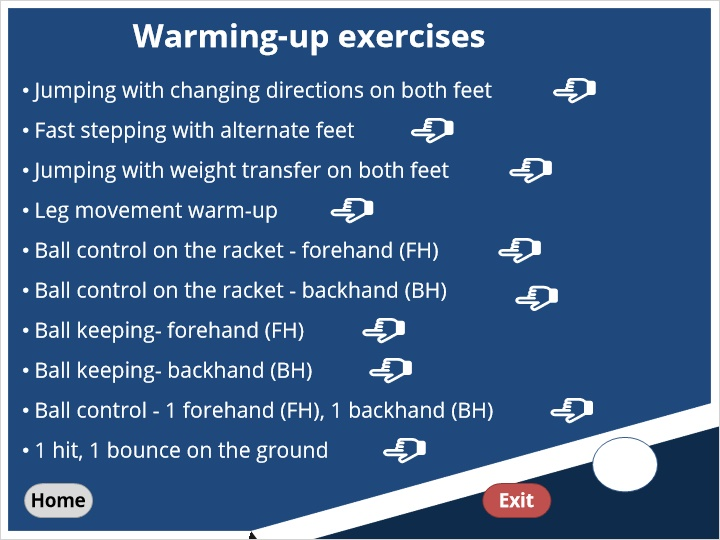 Warming-up exercises
• Jumping with changing directions on both feet
• Fast stepping with alternate feet
• Jumping with weight transfer on both feet
• Leg movement warm-up
• Ball control on the racket - forehand (FH)
• Ball control on the racket - backhand (BH)
• Ball keeping- forehand (FH)
• Ball keeping- backhand (BH)
• Ball control - 1 forehand (FH), 1 backhand (BH)
• 1 hit, 1 bounce on the ground
Home
Exit